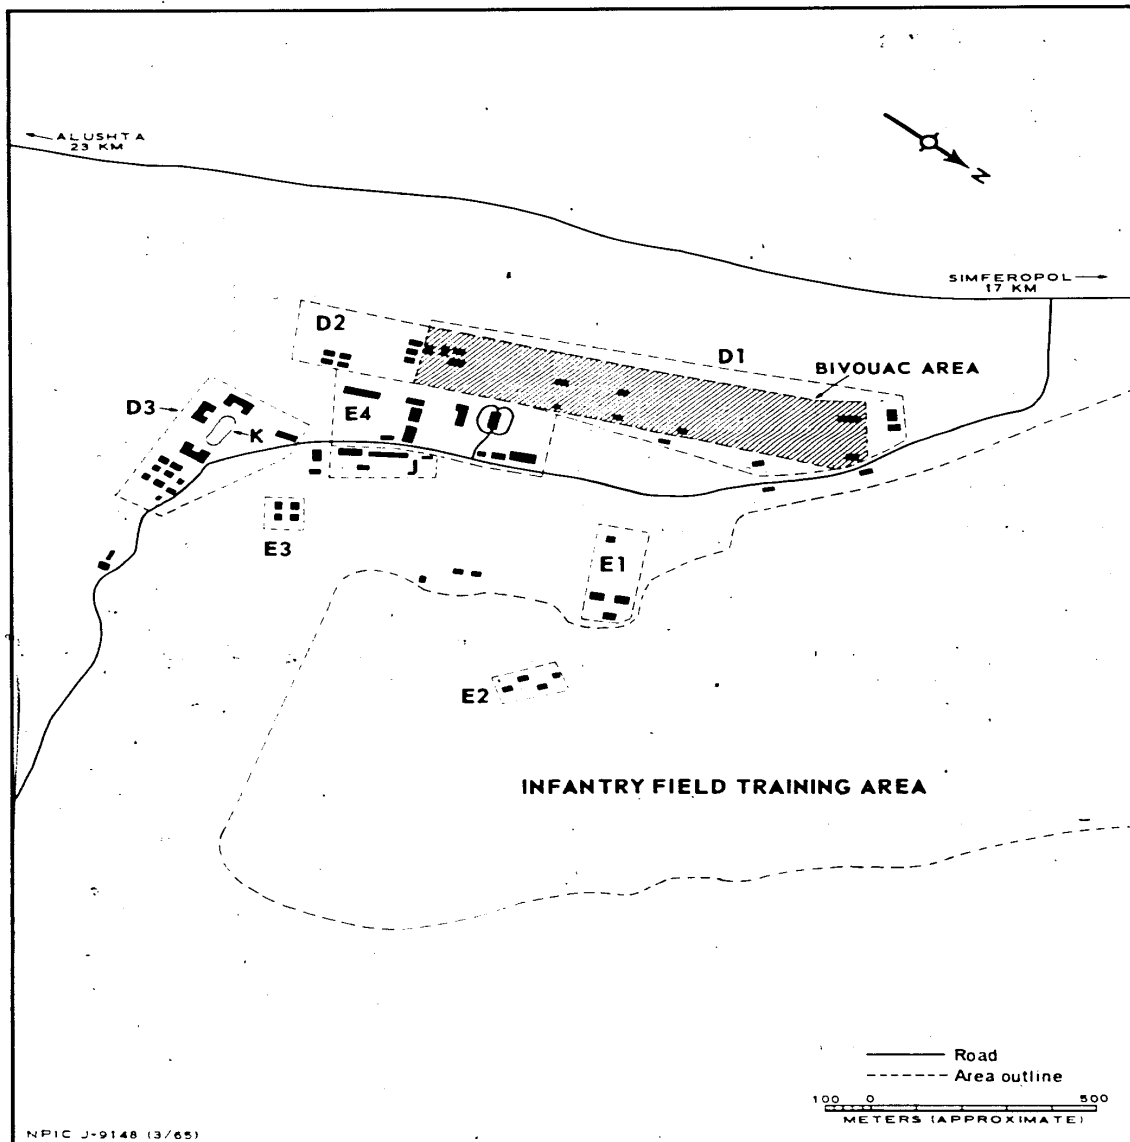 ALUSHTA
23 KM
N
SIMFEROPOL
17 KM
D2
D1
BIVOUAC AREA
D3
E4
K
J
E3
E1
E2
INFANTRY FIELD TRAINING AREA
Road
Area outline
100 0 500
METERS (APPROXIMATE)
NPIC J-9148 (3/65)